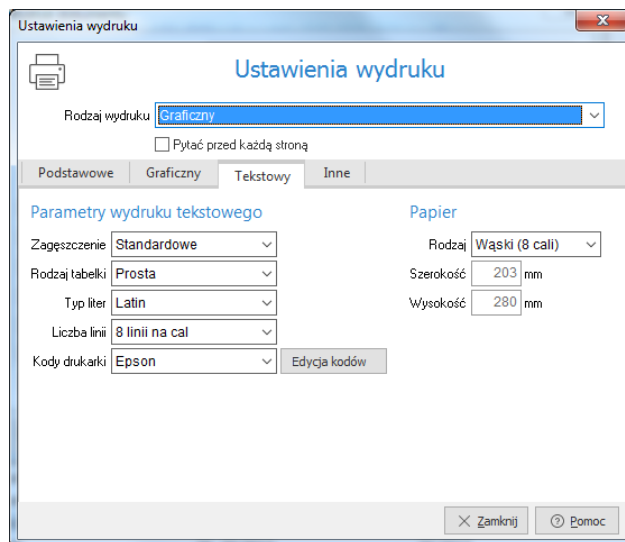 Ustawienia wydruku
Ustawienia wydruku
Rodzaj wydruku Graficzny
Pytać przed każdą stroną
Podstawowe Graficzny Tekstowy Inne
Parametry wydruku tekstowego Papier
Zagęszczenie Standardowe Rodzaj Wąski (8 cali)
Rodzaj tabelki Prosta Szerokość 203 mm
Typ liter Latin Wysokość 280 mm
Liczba linii 8 linii na cal
Kody drukarki Epson Edycja kodów
Zamknij Pomoc